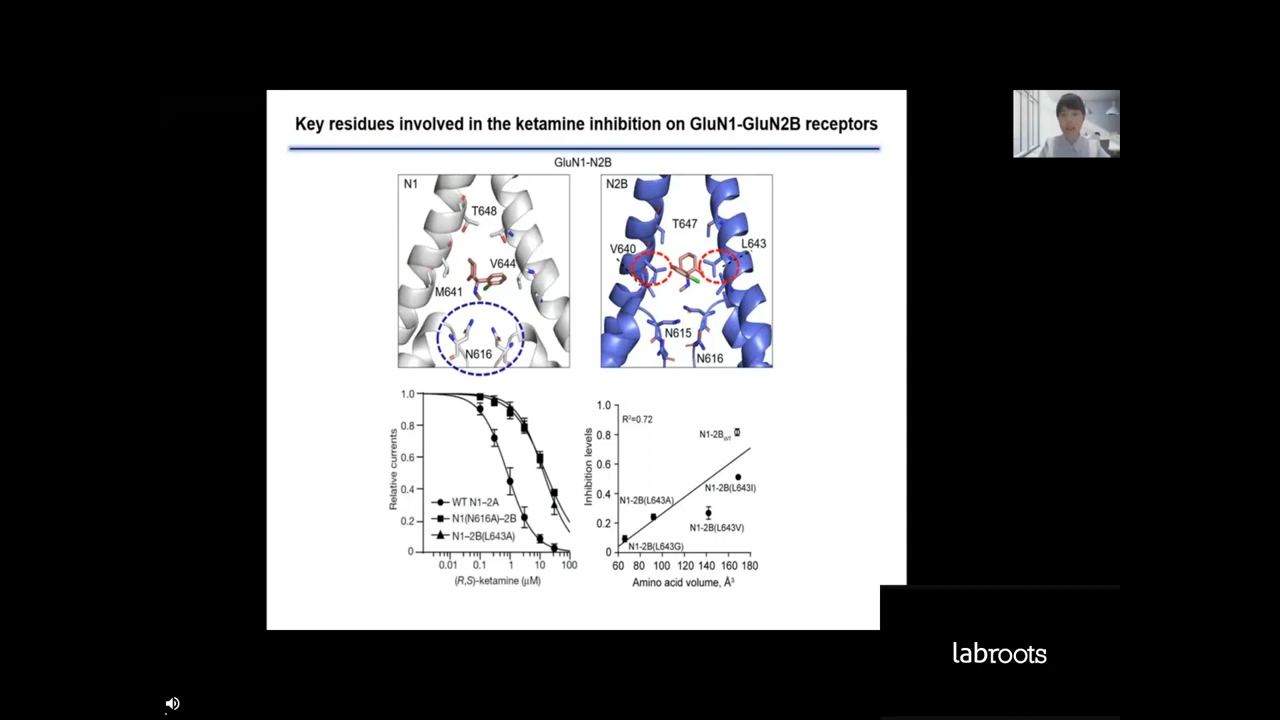 Key residues involved in the ketamine inhibition on GluN1-GluN2B receptors
GluN1-N2B
N1
T648
V644
M641
N616
N2B
T647
V640
L643
N615
N616
Relative currents
1.0
0.8
0.6
0.4
0.2
0
WT N1–2A
N1(N616A)–2B
N1–2B(L643A)
0.01 0.1 1 10 100
(R,S)-ketamine (μM)
Inhibition levels
1.0
0.8
0.6
0.4
0.2
0
R²=0.72
N1-2BWT
N1-2B(L643I)
N1-2B(L643A)
N1-2B(L643V)
N1-2B(L643G)
60 80 100 120 140 160 180
Amino acid volume, Å³
labroots